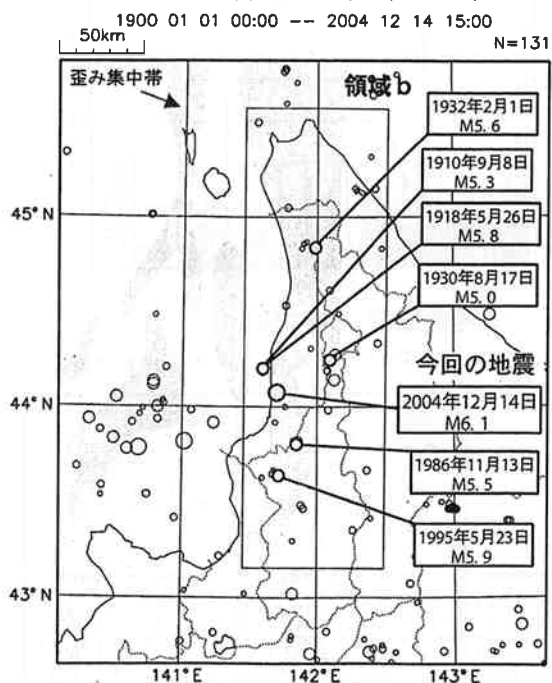 1900 01 01 00:00 -- 2004 12 14 15:00
50km
N=131
歪み集中帯
領域b
1932年2月1日
M5.6
1910年9月8日
M5.3
1918年5月26日
M5.8
1930年8月17日
M5.0
今回の地震
2004年12月14日
M6.1
1986年11月13日
M5.5
1995年5月23日
M5.9
45°N
44°N
43°N
141°E
142°E
143°E